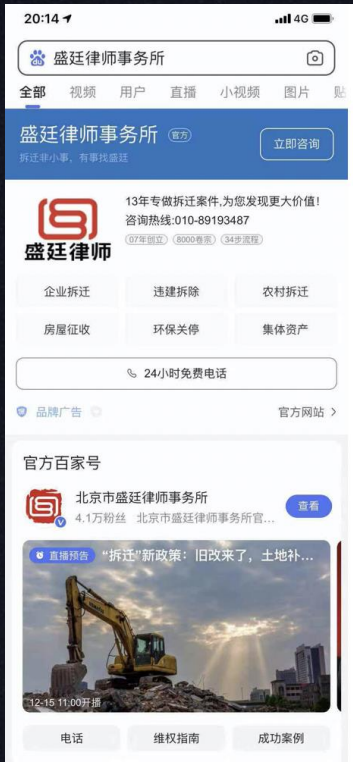 20:14
4G
盛廷律师事务所
全部 视频 用户 直播 小视频 图片 贴
盛廷律师事务所 官方
拆迁非小事，有事找盛廷
立即咨询
盛廷律师
13年专做拆迁案件,为您发现更大价值!
咨询热线:010-89193487
07年创立 8000卷宗 34步流程
企业拆迁 违建拆除 农村拆迁
房屋征收 环保关停 集体资产
24小时免费电话
品牌广告
官方网站 >
官方百家号
北京市盛廷律师事务所
4.1万粉丝 北京市盛廷律师事务所官...
查看
直播预告 “拆迁”新政策：旧改来了，土地补...
12-15 11:00开播
电话 维权指南 成功案例